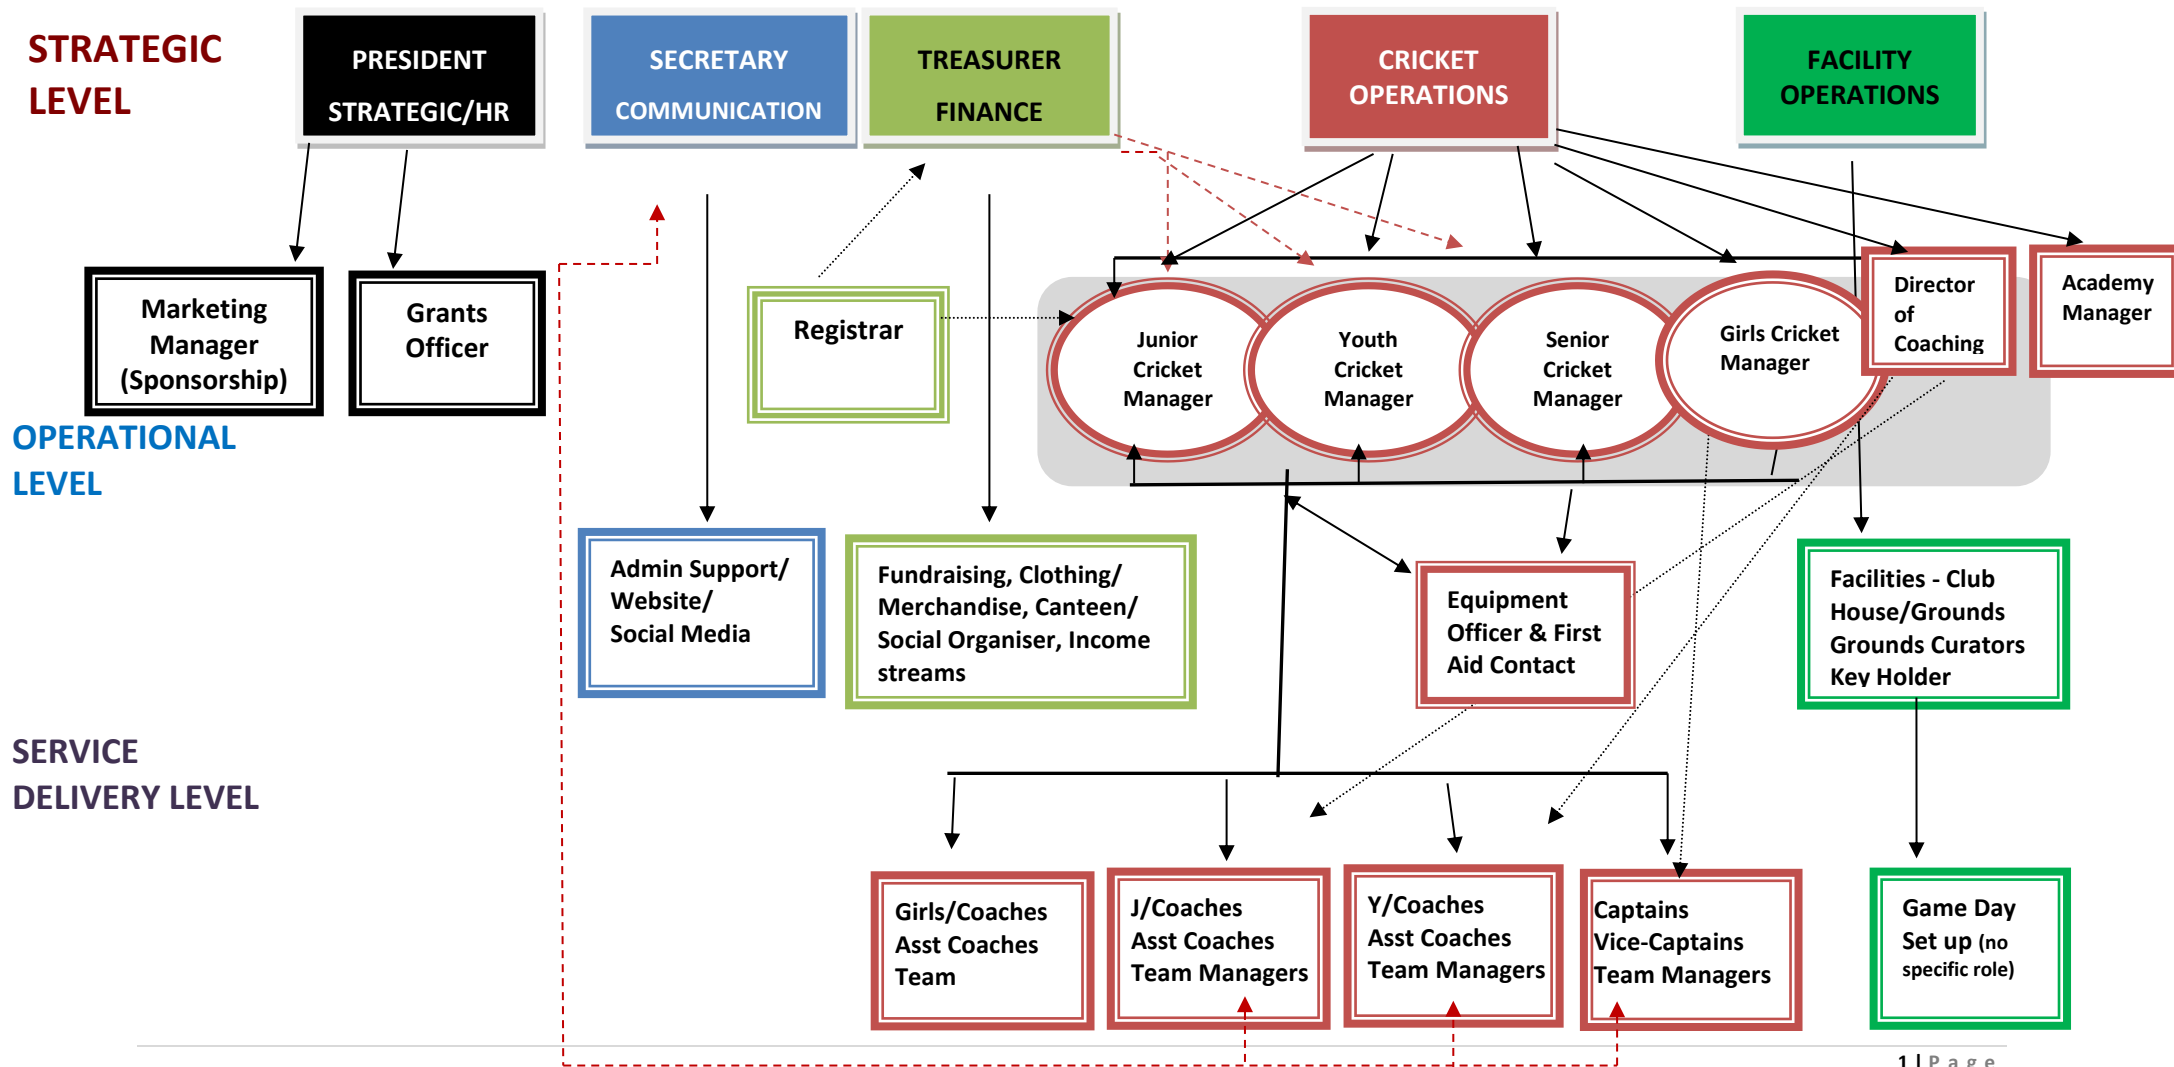 STRATEGIC
LEVEL
PRESIDENT
STRATEGIC/HR
SECRETARY
COMMUNICATION
TREASURER
FINANCE
CRICKET
OPERATIONS
FACILITY
OPERATIONS
Marketing
Manager
(Sponsorship)
Grants
Officer
Registrar
Junior
Cricket
Manager
Youth
Cricket
Manager
Senior
Cricket
Manager
Girls Cricket
Manager
Director
of
Coaching
Academy
Manager
OPERATIONAL
LEVEL
Admin Support/
Website/
Social Media
Fundraising, Clothing/
Merchandise, Canteen/
Social Organiser, Income
streams
Equipment
Officer & First
Aid Contact
Facilities - Club
House/Grounds
Grounds Curators
Key Holder
SERVICE
DELIVERY LEVEL
Girls/Coaches
Asst Coaches
Team
J/Coaches
Asst Coaches
Team Managers
Y/Coaches
Asst Coaches
Team Managers
Captains
Vice-Captains
Team Managers
Game Day
Set up (no
specific role)
1 | Page